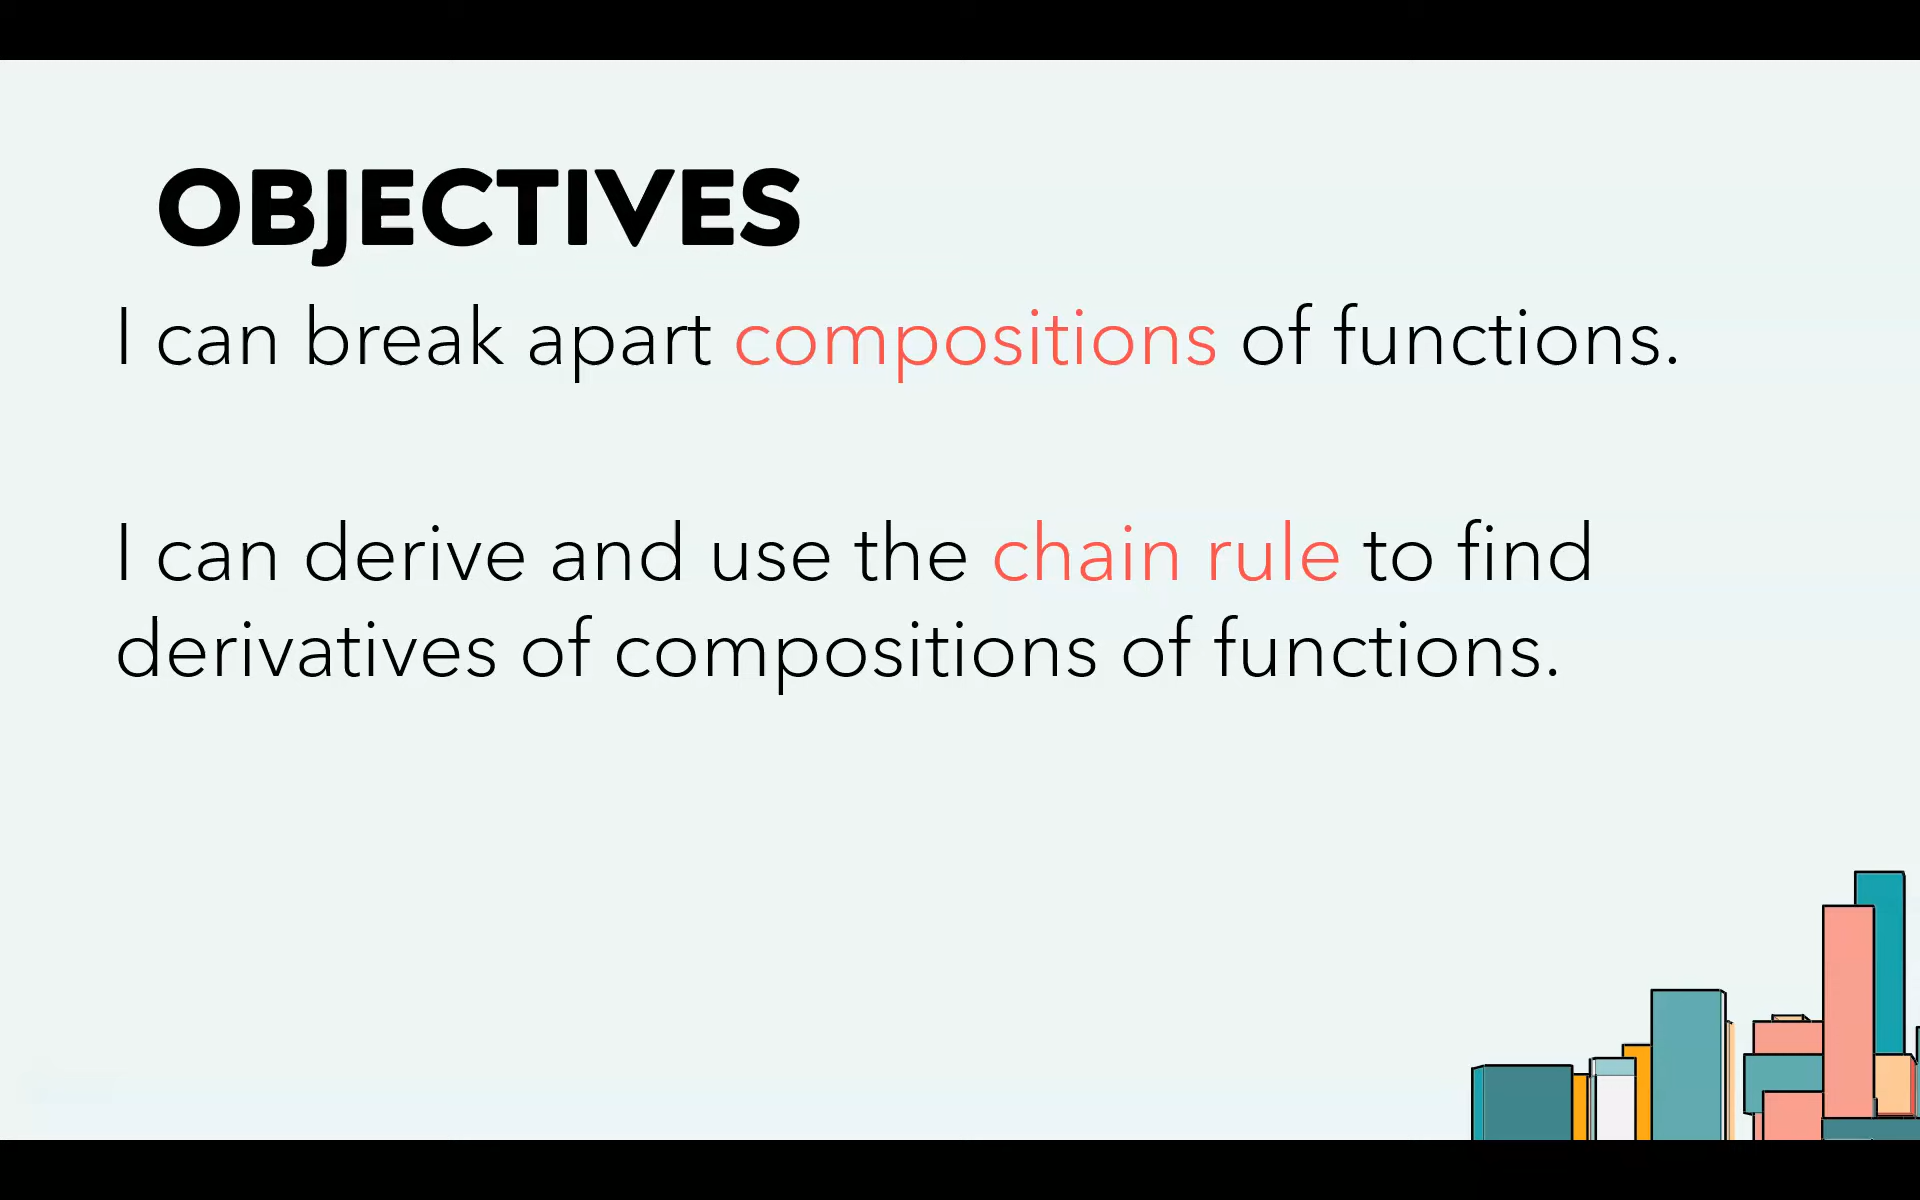 OBJECTIVES
I can break apart compositions of functions.
I can derive and use the chain rule to find
derivatives of compositions of functions.